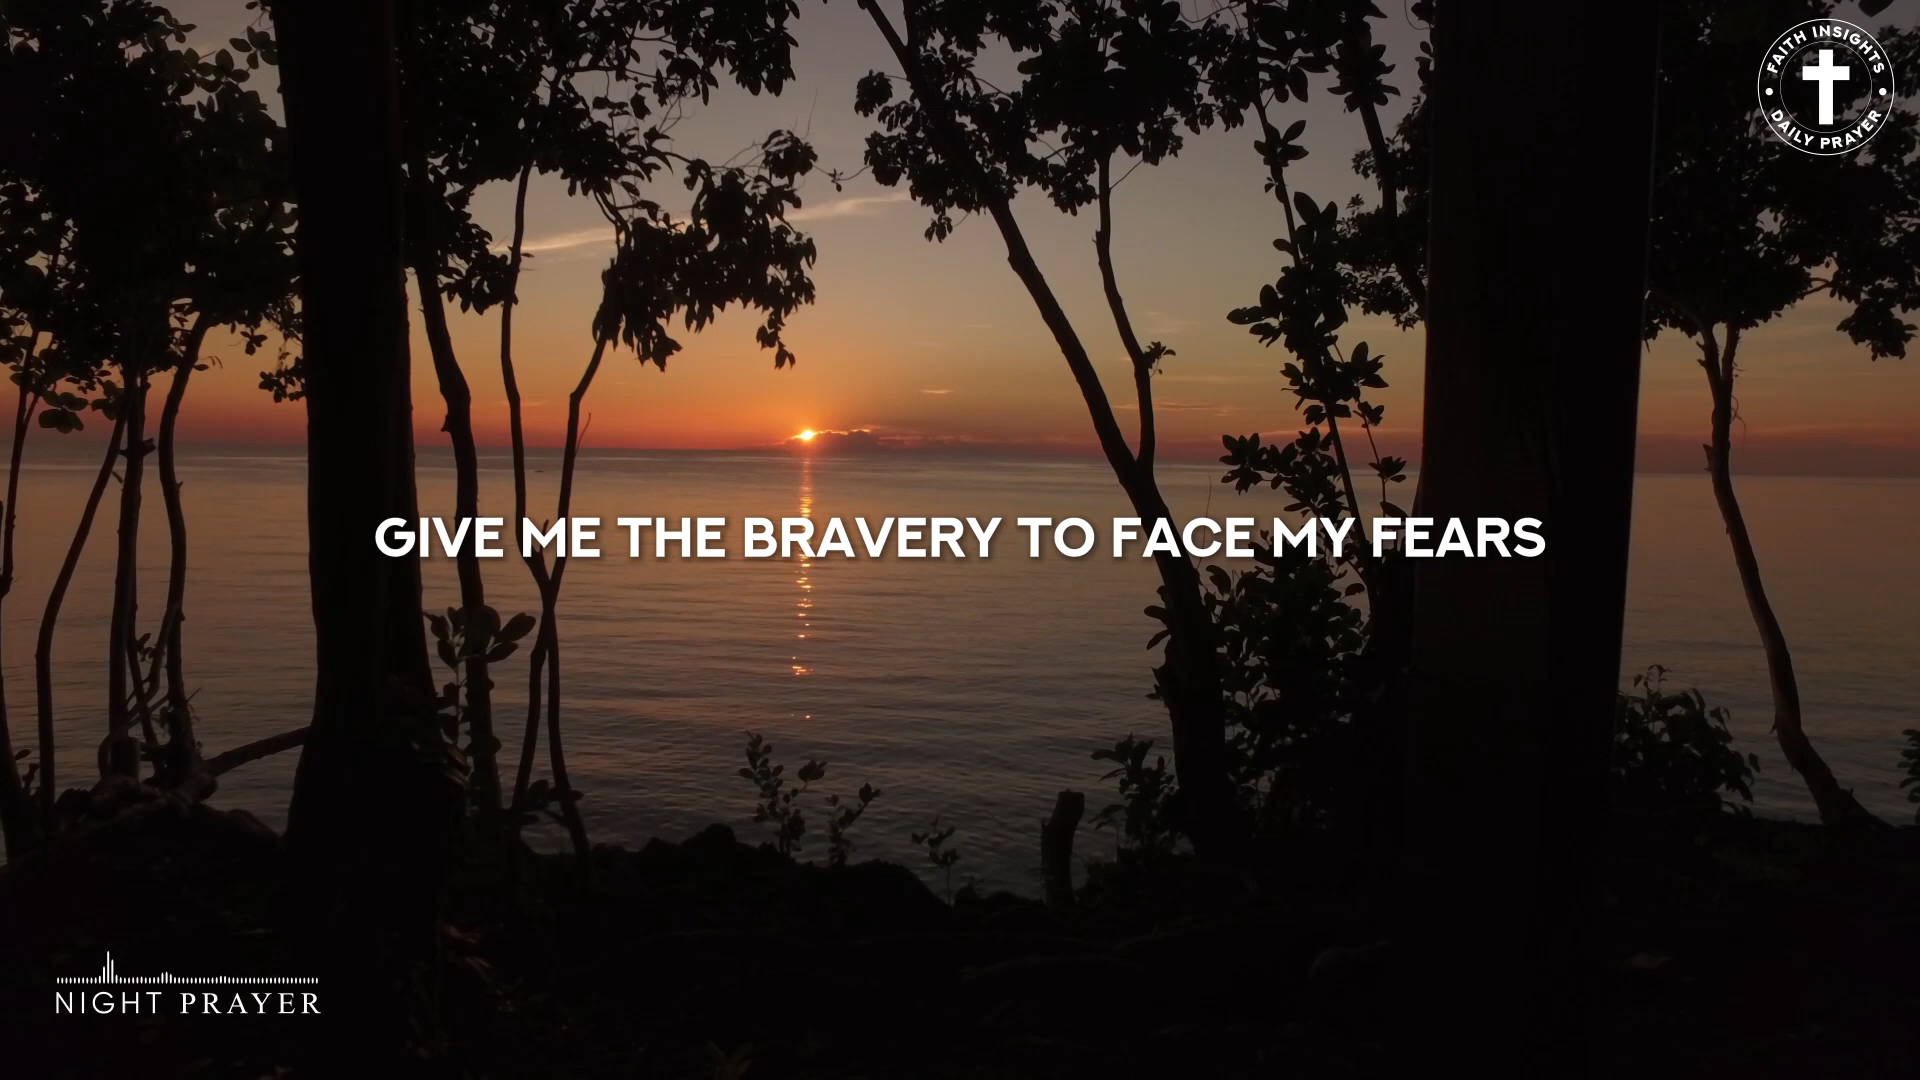 FAITH INSIGHTS
DAILY PRAYER
GIVE ME THE BRAVERY TO FACE MY FEARS
NIGHT PRAYER